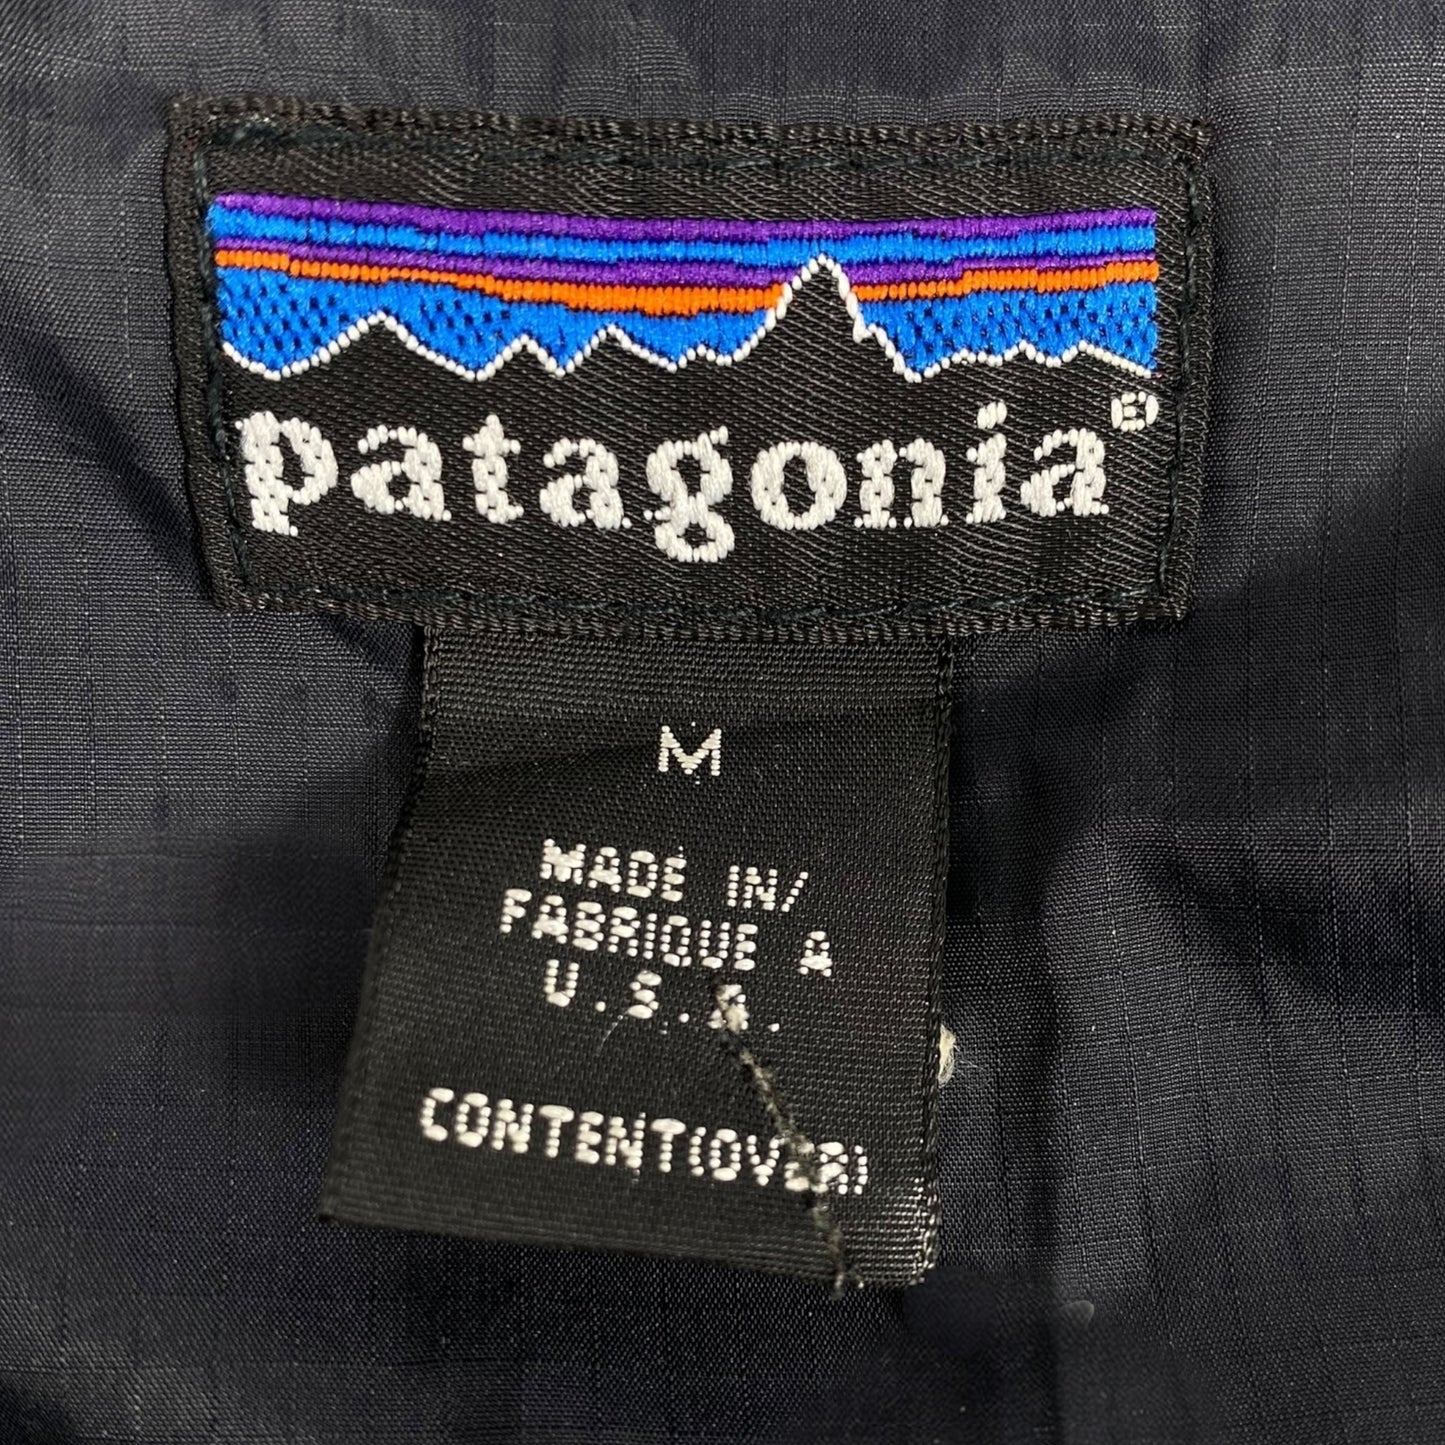 patagonia®
M
MADE IN/
FABRIQUE A
U.S.A.
CONTENT(OVER)